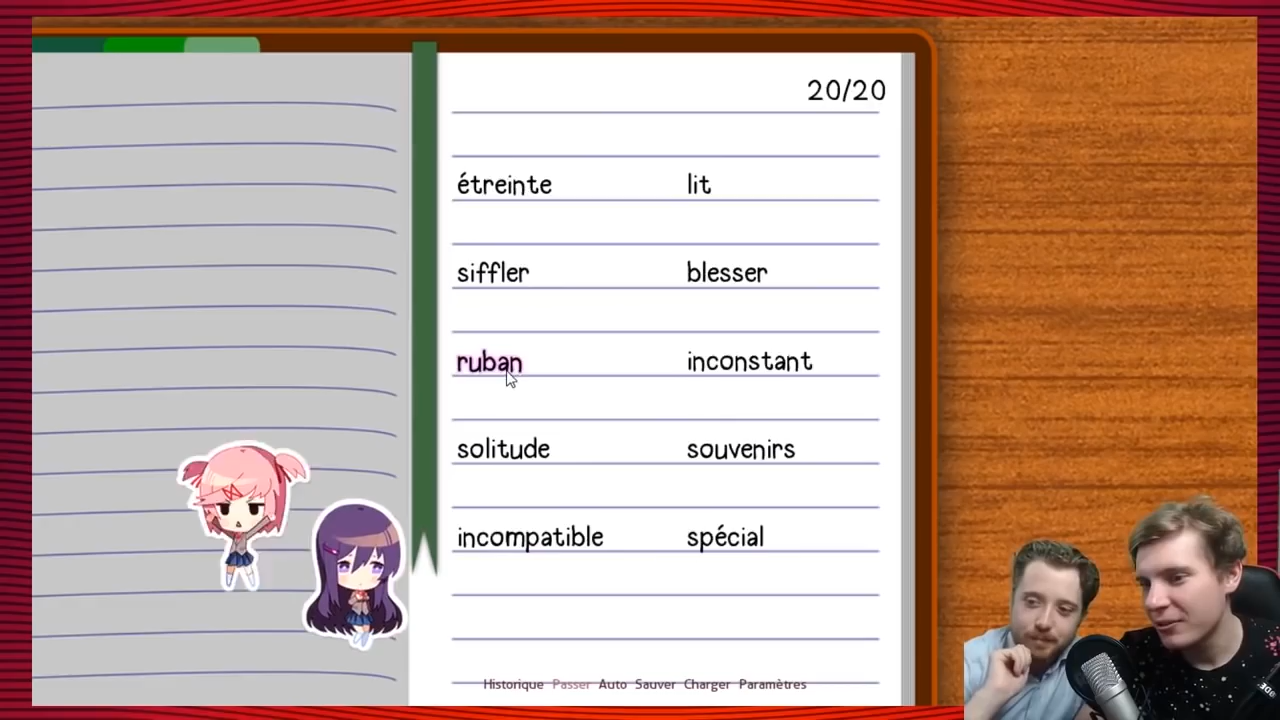 20/20
étreinte lit
siffler blesser
ruban inconstant
solitude souvenirs
incompatible spécial
Historique Passer Auto Sauver Charger Paramètres